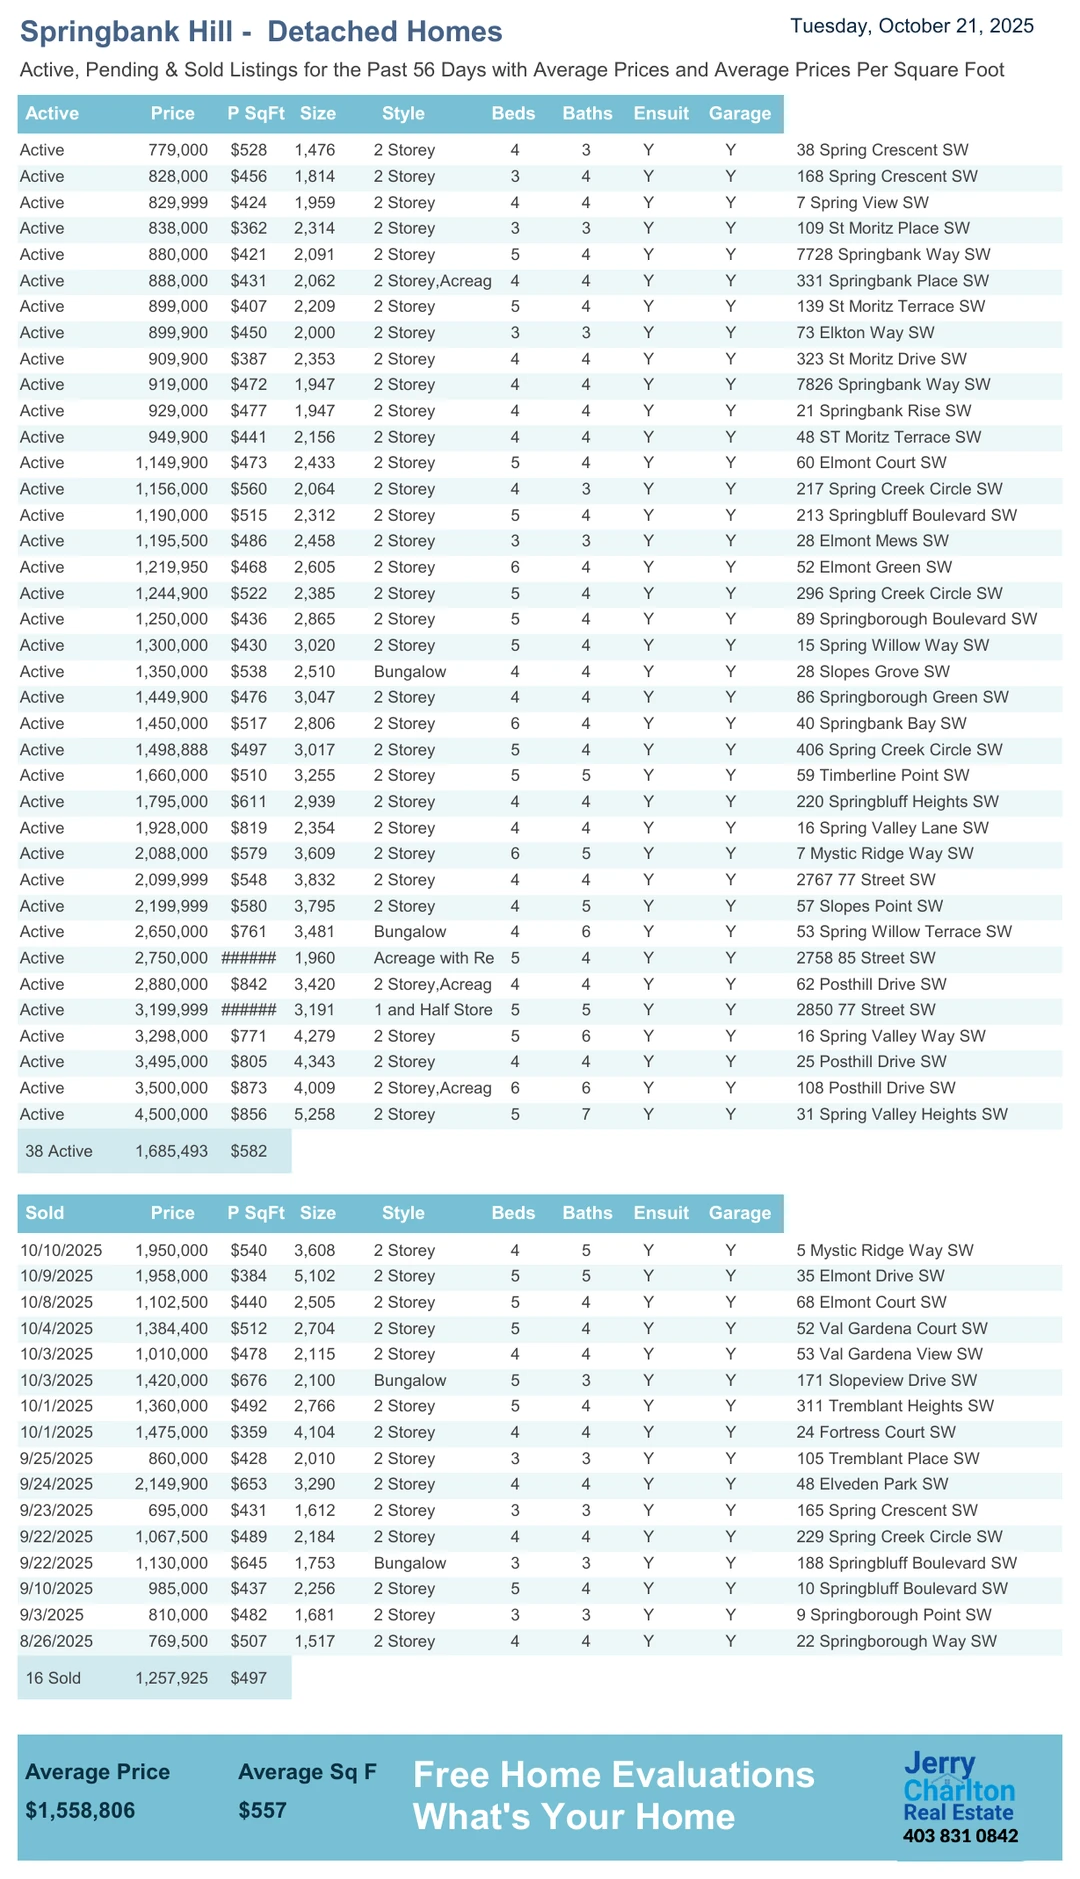 Springbank Hill -  Detached Homes
Tuesday, October 21, 2025
Active, Pending & Sold Listings for the Past 56 Days with Average Prices and Average Prices Per Square Foot
Active Price P SqFt Size Style Beds Baths Ensuit Garage
Active 779,000 $528 1,476 2 Storey 4 3 Y Y 38 Spring Crescent SW
Active 828,000 $456 1,814 2 Storey 3 4 Y Y 168 Spring Crescent SW
Active 829,999 $424 1,959 2 Storey 4 4 Y Y 7 Spring View SW
Active 838,000 $362 2,314 2 Storey 3 3 Y Y 109 St Moritz Place SW
Active 880,000 $421 2,091 2 Storey 5 4 Y Y 7728 Springbank Way SW
Active 888,000 $431 2,062 2 Storey,Acreag 4 4 Y Y 331 Springbank Place SW
Active 899,000 $407 2,209 2 Storey 5 4 Y Y 139 St Moritz Terrace SW
Active 899,900 $450 2,000 2 Storey 3 3 Y Y 73 Elkton Way SW
Active 909,900 $387 2,353 2 Storey 4 4 Y Y 323 St Moritz Drive SW
Active 919,000 $472 1,947 2 Storey 4 4 Y Y 7826 Springbank Way SW
Active 929,000 $477 1,947 2 Storey 4 4 Y Y 21 Springbank Rise SW
Active 949,900 $441 2,156 2 Storey 4 4 Y Y 48 ST Moritz Terrace SW
Active 1,149,900 $473 2,433 2 Storey 5 4 Y Y 60 Elmont Court SW
Active 1,156,000 $560 2,064 2 Storey 4 3 Y Y 217 Spring Creek Circle SW
Active 1,190,000 $515 2,312 2 Storey 5 4 Y Y 213 Springbluff Boulevard SW
Active 1,195,500 $486 2,458 2 Storey 3 3 Y Y 28 Elmont Mews SW
Active 1,219,950 $468 2,605 2 Storey 6 4 Y Y 52 Elmont Green SW
Active 1,244,900 $522 2,385 2 Storey 5 4 Y Y 296 Spring Creek Circle SW
Active 1,250,000 $436 2,865 2 Storey 5 4 Y Y 89 Springborough Boulevard SW
Active 1,300,000 $430 3,020 2 Storey 5 4 Y Y 15 Spring Willow Way SW
Active 1,350,000 $538 2,510 Bungalow 4 4 Y Y 28 Slopes Grove SW
Active 1,449,900 $476 3,047 2 Storey 4 4 Y Y 86 Springborough Green SW
Active 1,450,000 $517 2,806 2 Storey 6 4 Y Y 40 Springbank Bay SW
Active 1,498,888 $497 3,017 2 Storey 5 4 Y Y 406 Spring Creek Circle SW
Active 1,660,000 $510 3,255 2 Storey 5 5 Y Y 59 Timberline Point SW
Active 1,795,000 $611 2,939 2 Storey 4 4 Y Y 220 Springbluff Heights SW
Active 1,928,000 $819 2,354 2 Storey 4 4 Y Y 16 Spring Valley Lane SW
Active 2,088,000 $579 3,609 2 Storey 6 5 Y Y 7 Mystic Ridge Way SW
Active 2,099,999 $548 3,832 2 Storey 4 4 Y Y 2767 77 Street SW
Active 2,199,999 $580 3,795 2 Storey 4 5 Y Y 57 Slopes Point SW
Active 2,650,000 $761 3,481 Bungalow 4 6 Y Y 53 Spring Willow Terrace SW
Active 2,750,000 ###### 1,960 Acreage with Re 5 4 Y Y 2758 85 Street SW
Active 2,880,000 $842 3,420 2 Storey,Acreag 4 4 Y Y 62 Posthill Drive SW
Active 3,199,999 ###### 3,191 1 and Half Store 5 5 Y Y 2850 77 Street SW
Active 3,298,000 $771 4,279 2 Storey 5 6 Y Y 16 Spring Valley Way SW
Active 3,495,000 $805 4,343 2 Storey 4 4 Y Y 25 Posthill Drive SW
Active 3,500,000 $873 4,009 2 Storey,Acreag 6 6 Y Y 108 Posthill Drive SW
Active 4,500,000 $856 5,258 2 Storey 5 7 Y Y 31 Spring Valley Heights SW
38 Active 1,685,493 $582
Sold Price P SqFt Size Style Beds Baths Ensuit Garage
10/10/2025 1,950,000 $540 3,608 2 Storey 4 5 Y Y 5 Mystic Ridge Way SW
10/9/2025 1,958,000 $384 5,102 2 Storey 5 5 Y Y 35 Elmont Drive SW
10/8/2025 1,102,500 $440 2,505 2 Storey 5 4 Y Y 68 Elmont Court SW
10/4/2025 1,384,400 $512 2,704 2 Storey 5 4 Y Y 52 Val Gardena Court SW
10/3/2025 1,010,000 $478 2,115 2 Storey 4 4 Y Y 53 Val Gardena View SW
10/3/2025 1,420,000 $676 2,100 Bungalow 5 3 Y Y 171 Slopeview Drive SW
10/1/2025 1,360,000 $492 2,766 2 Storey 5 4 Y Y 311 Tremblant Heights SW
10/1/2025 1,475,000 $359 4,104 2 Storey 4 4 Y Y 24 Fortress Court SW
9/25/2025 860,000 $428 2,010 2 Storey 3 3 Y Y 105 Tremblant Place SW
9/24/2025 2,149,900 $653 3,290 2 Storey 4 4 Y Y 48 Elveden Park SW
9/23/2025 695,000 $431 1,612 2 Storey 3 3 Y Y 165 Spring Crescent SW
9/22/2025 1,067,500 $489 2,184 2 Storey 4 4 Y Y 229 Spring Creek Circle SW
9/22/2025 1,130,000 $645 1,753 Bungalow 3 3 Y Y 188 Springbluff Boulevard SW
9/10/2025 985,000 $437 2,256 2 Storey 5 4 Y Y 10 Springbluff Boulevard SW
9/3/2025 810,000 $482 1,681 2 Storey 3 3 Y Y 9 Springborough Point SW
8/26/2025 769,500 $507 1,517 2 Storey 4 4 Y Y 22 Springborough Way SW
16 Sold 1,257,925 $497
Average Price Average Sq F
$1,558,806 $557
Free Home Evaluations
What's Your Home
Jerry
Charlton
Real Estate
403 831 0842